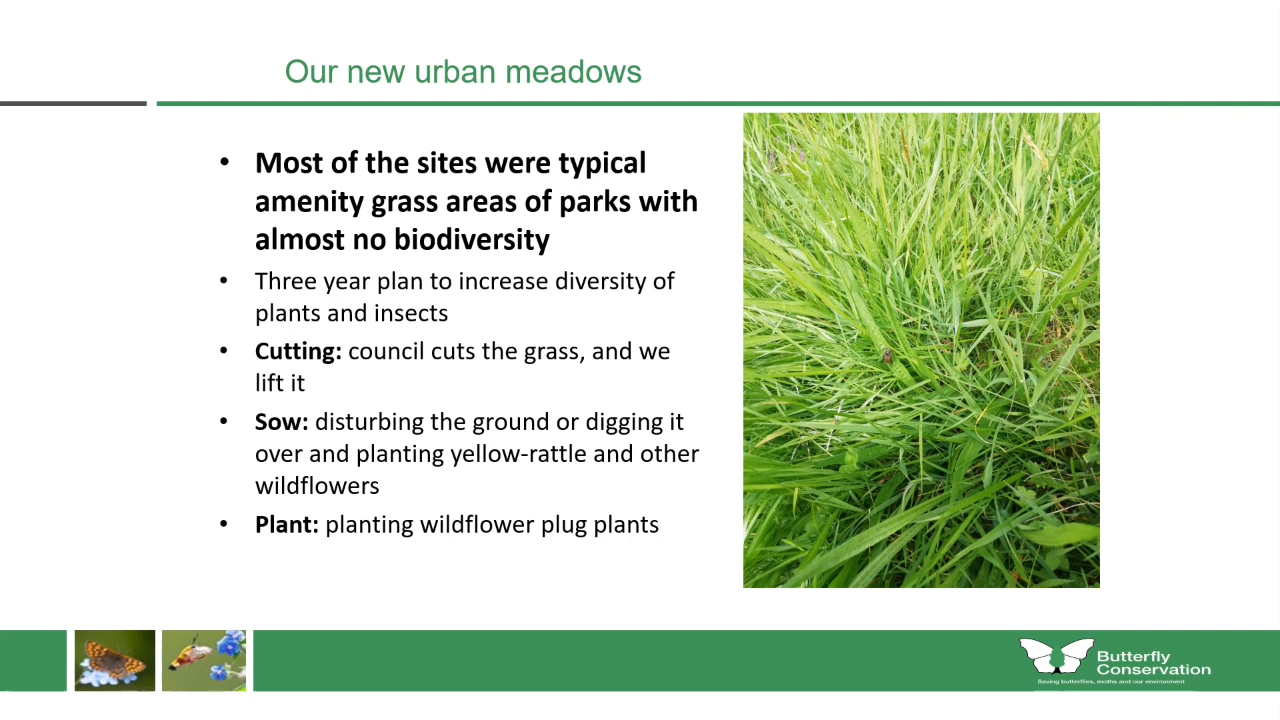 Our new urban meadows
• Most of the sites were typical
amenity grass areas of parks with
almost no biodiversity
• Three year plan to increase diversity of
plants and insects
• Cutting: council cuts the grass, and we
lift it
• Sow: disturbing the ground or digging it
over and planting yellow-rattle and other
wildflowers
• Plant: planting wildflower plug plants
Butterfly
Conservation
Saving butterflies, moths and our environment